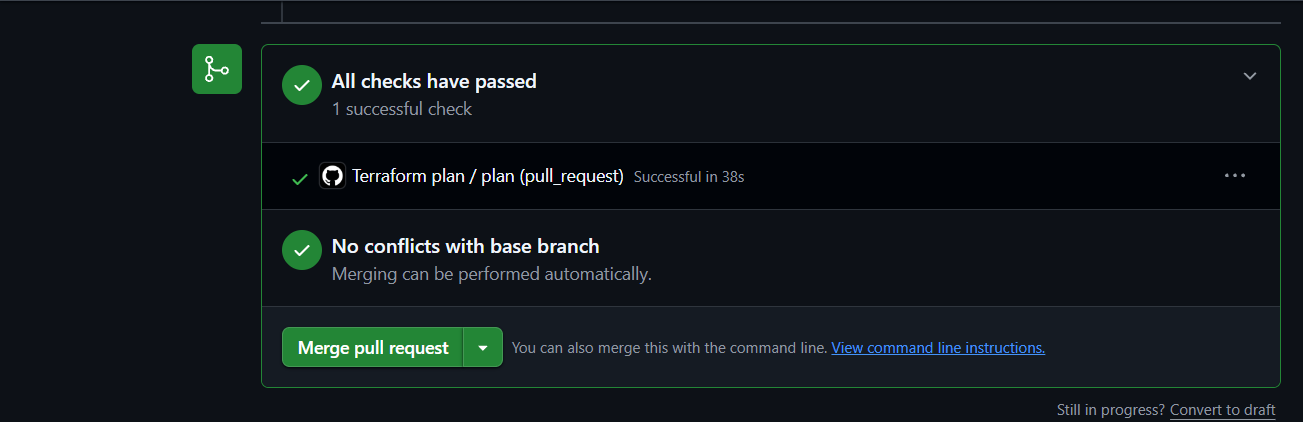 All checks have passed
1 successful check
Terraform plan / plan (pull_request) Successful in 38s
No conflicts with base branch
Merging can be performed automatically.
Merge pull request You can also merge this with the command line. View command line instructions.
Still in progress? Convert to draft